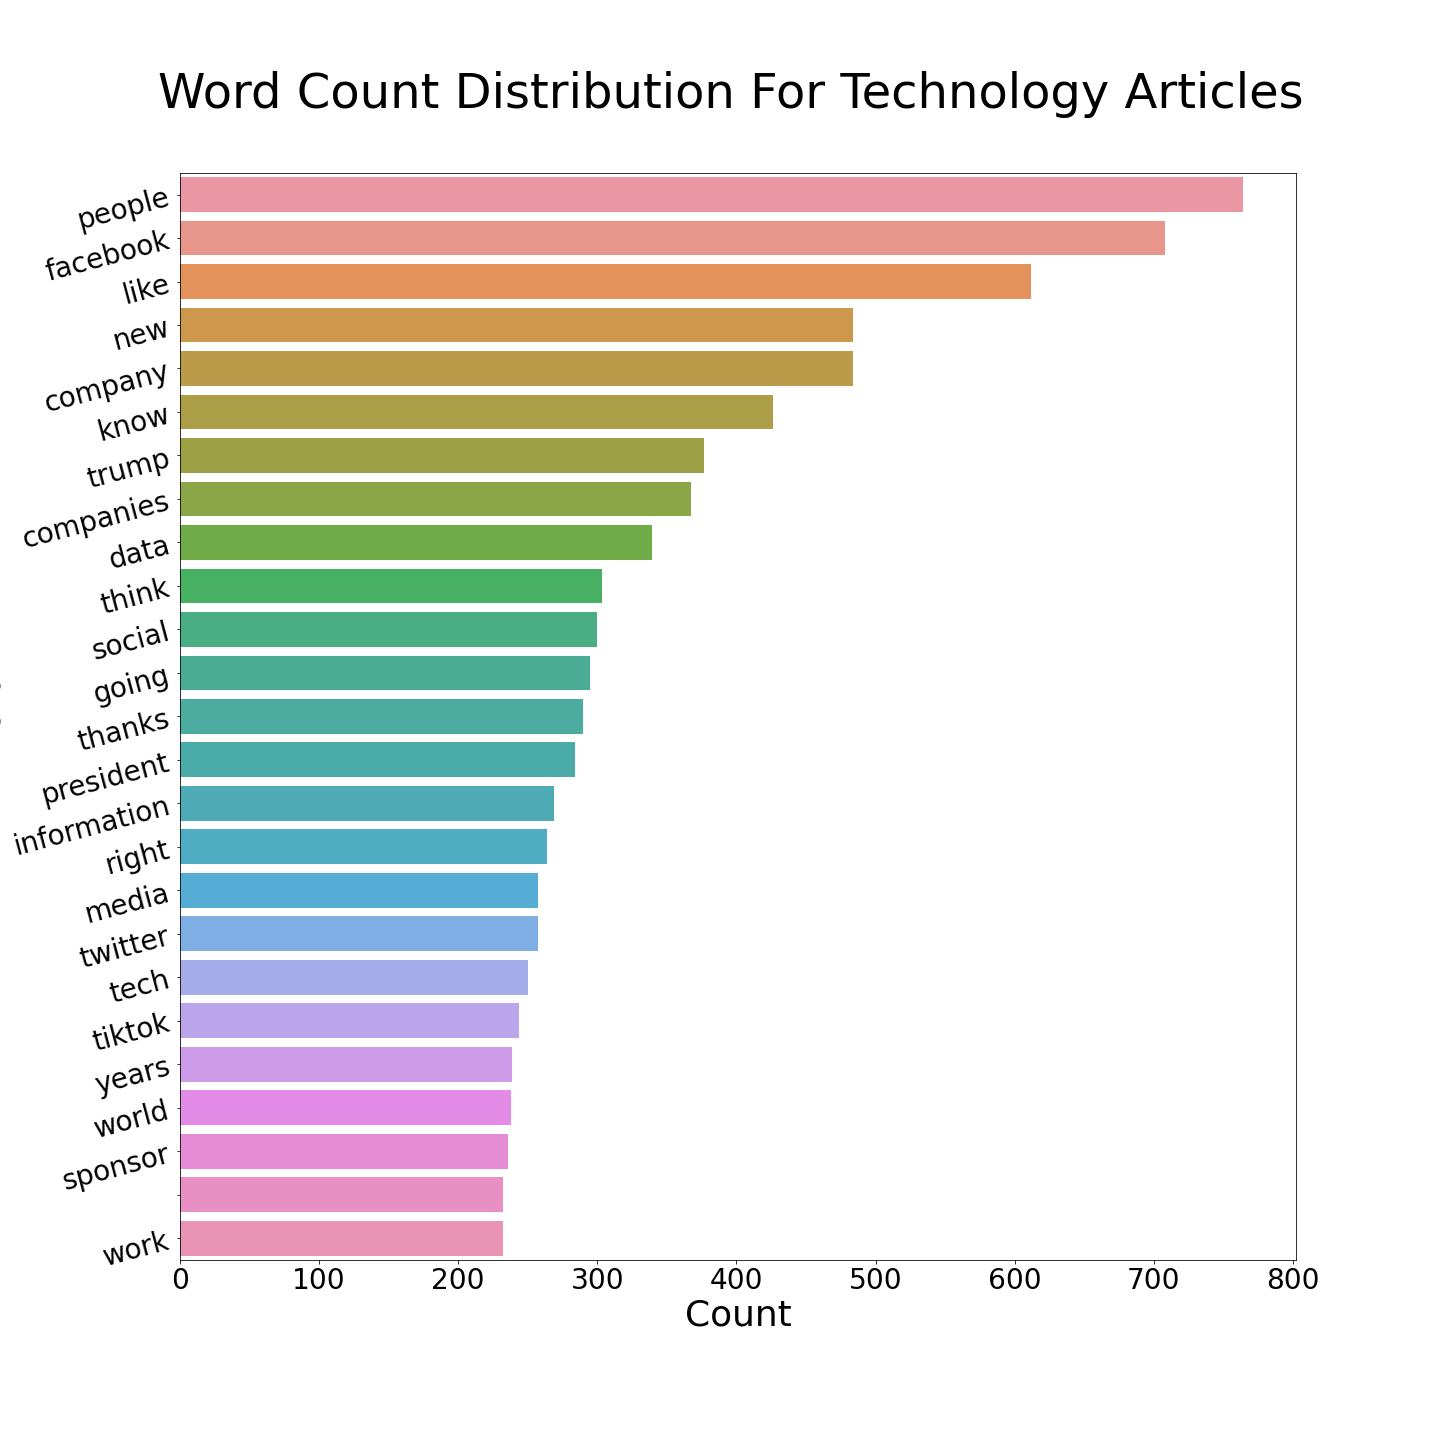 Word Count Distribution For Technology Articles
people
facebook
like
new
company
know
trump
companies
data
think
social
going
thanks
president
information
right
media
twitter
tech
tiktok
years
world
sponsor
work
0 100 200 300 400 500 600 700 800
Count